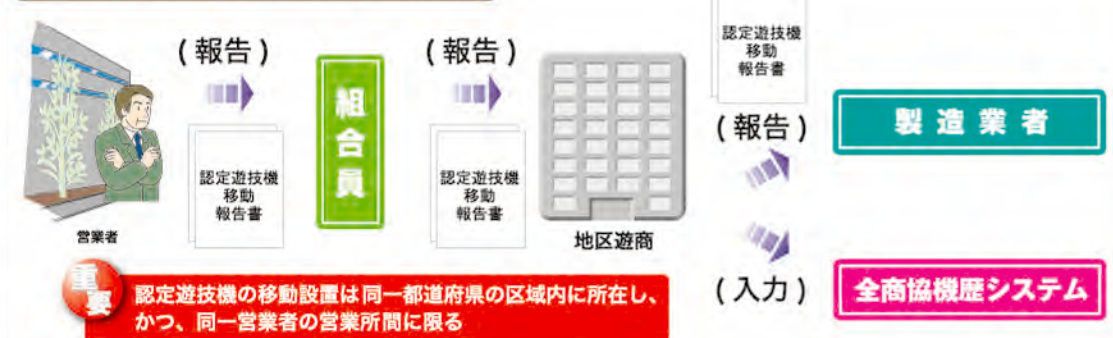 (報告)
認定遊技機
移動
報告書
営業者
組合員
(報告)
認定遊技機
移動
報告書
地区遊商
認定遊技機
移動
報告書
(報告)
製造業者
(入力)
全商協機歴システム
重要
認定遊技機の移動設置は同一都道府県の区域内に所在し、
かつ、同一営業者の営業所間に限る